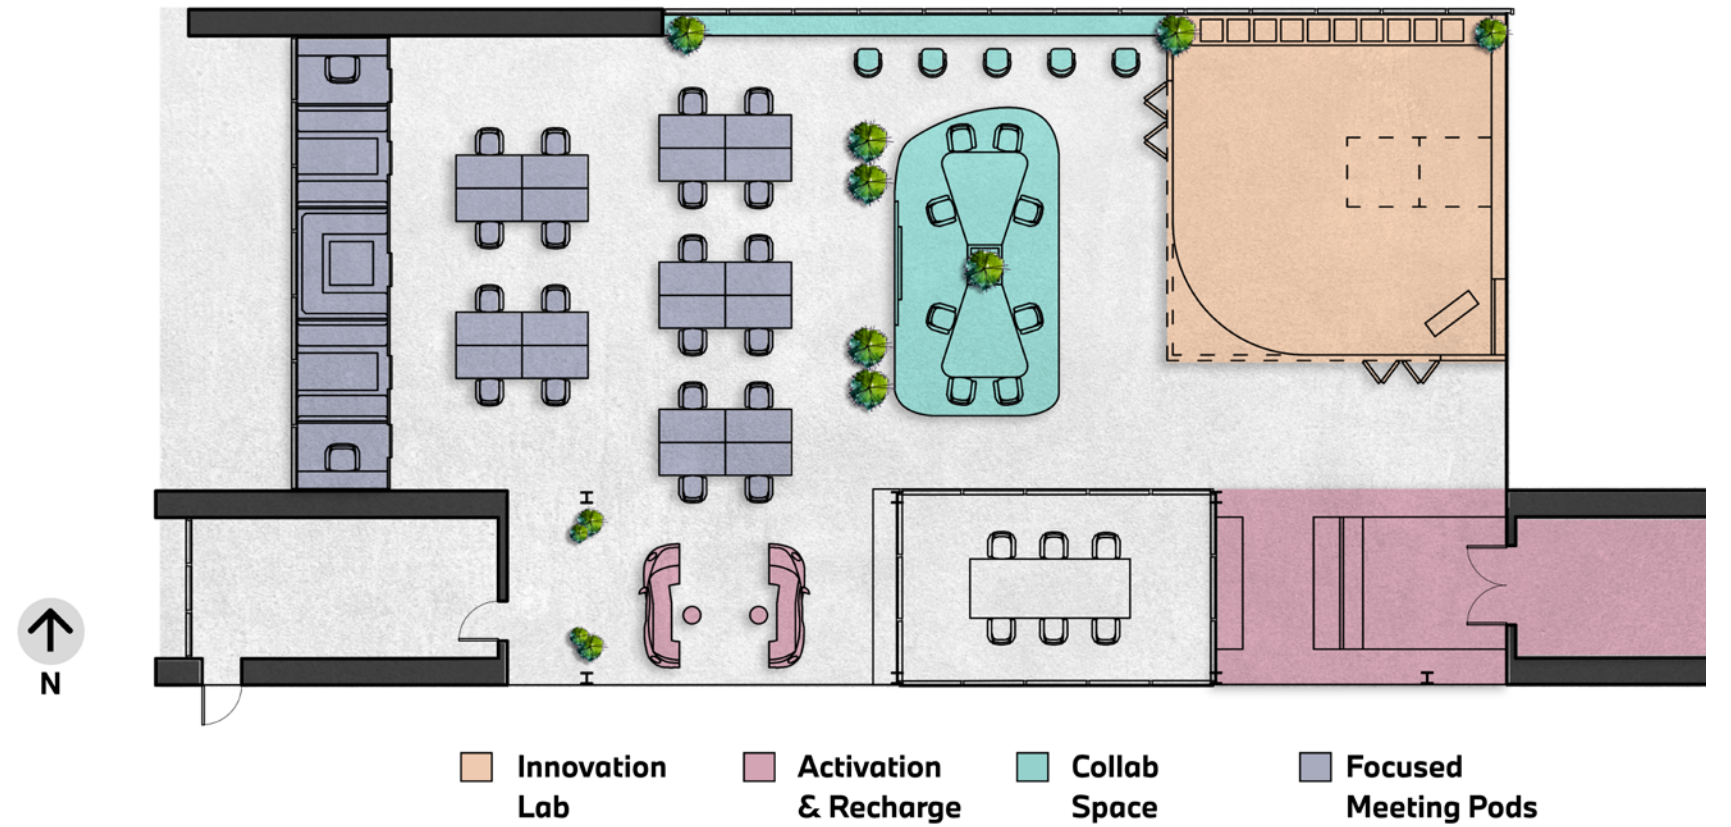 N
Innovation
Lab
Activation
& Recharge
Collab
Space
Focused
Meeting Pods